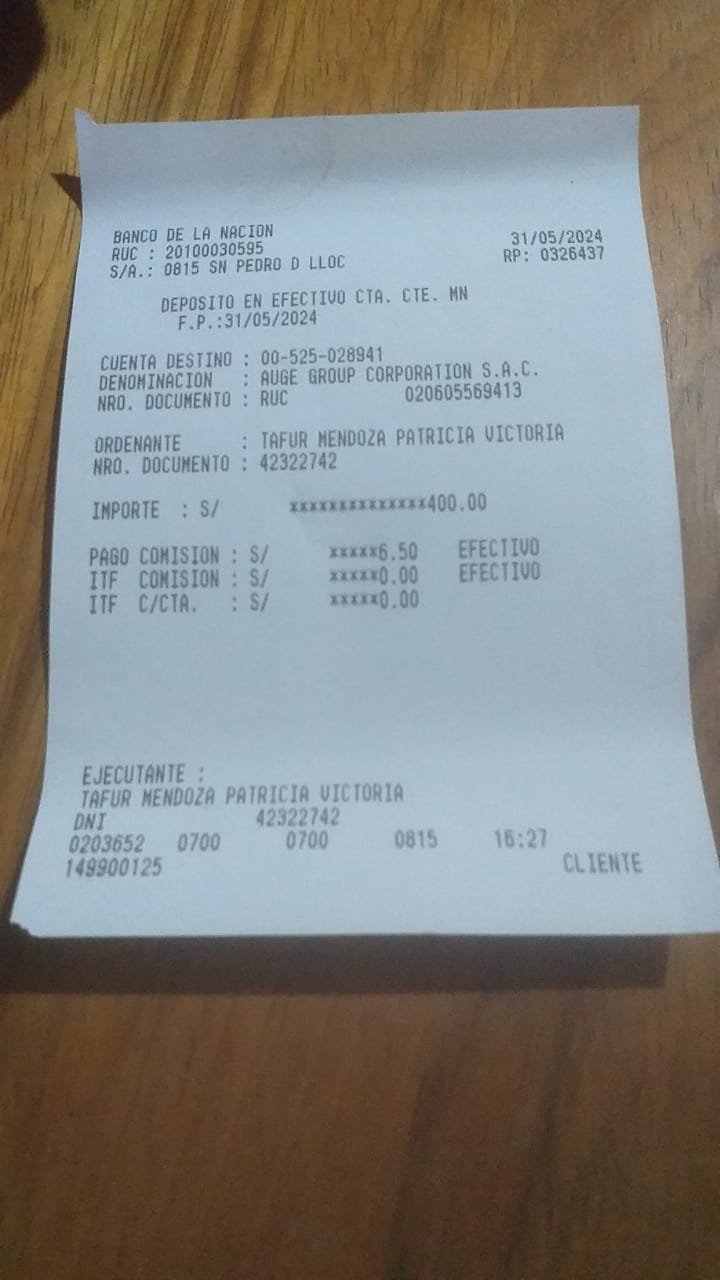 BANCO DE LA NACION
RUC : 20100030595 31/05/2024
S/A.: 0815 SN PEDRO D LLOC RP: 0326437
DEPOSITO EN EFECTIVO CTA. CTE. MN
F.P.:31/05/2024
CUENTA DESTINO : 00-525-028941
DENOMINACION : AUGE GROUP CORPORATION S.A.C.
NRO. DOCUMENTO : RUC 020605569413
ORDENANTE : TAFUR MENDOZA PATRICIA VICTORIA
NRO. DOCUMENTO : 42322742
IMPORTE : S/ xxxxxxxxxxxxxx400.00
PAGO COMISION : S/ xxxxx6.50 EFECTIVO
ITF COMISION : S/ xxxxx0.00 EFECTIVO
ITF C/CTA. : S/ xxxxx0.00
EJECUTANTE :
TAFUR MENDOZA PATRICIA VICTORIA
DNI 42322742
0203652 0700 0700 0815 16:27
149900125 CLIENTE